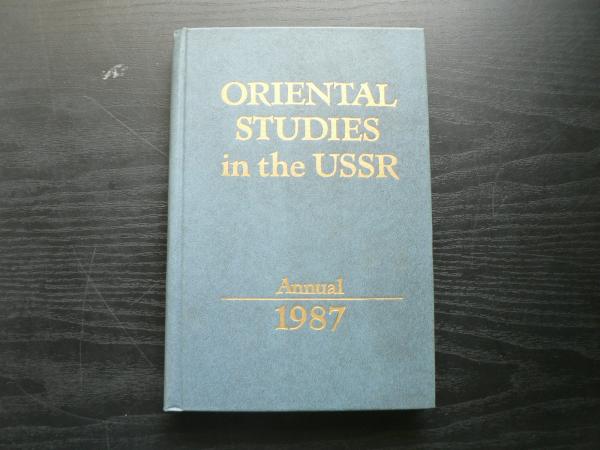 ORIENTAL
STUDIES
in the USSR
Annual
1987